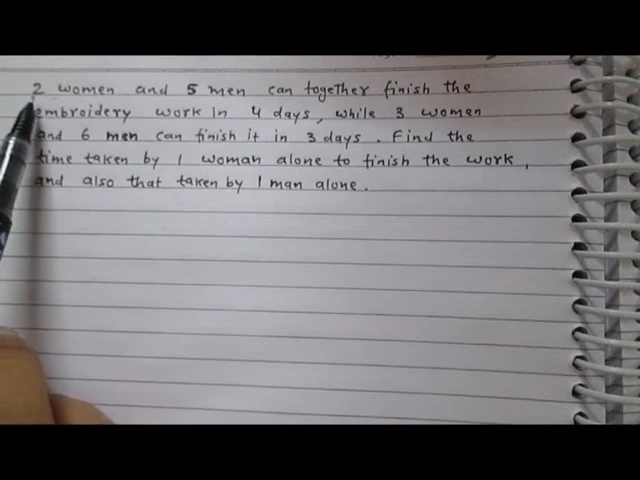 2 women and 5 men can together finish the
embroidery work in 4 days, while 3 women
and 6 men can finish it in 3 days. Find the
time taken by 1 woman alone to finish the work,
and also that taken by 1 man alone.